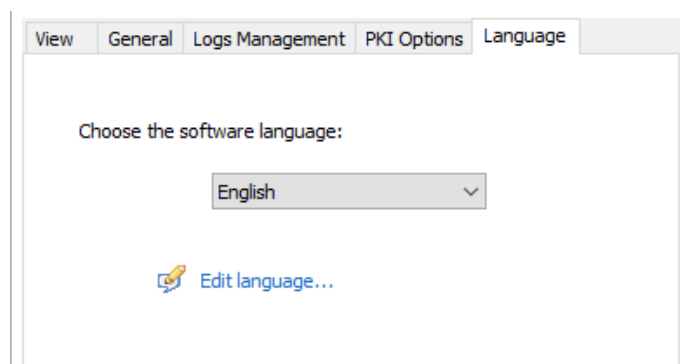 View General Logs Management PKI Options Language
Choose the software language:
English
Edit language...